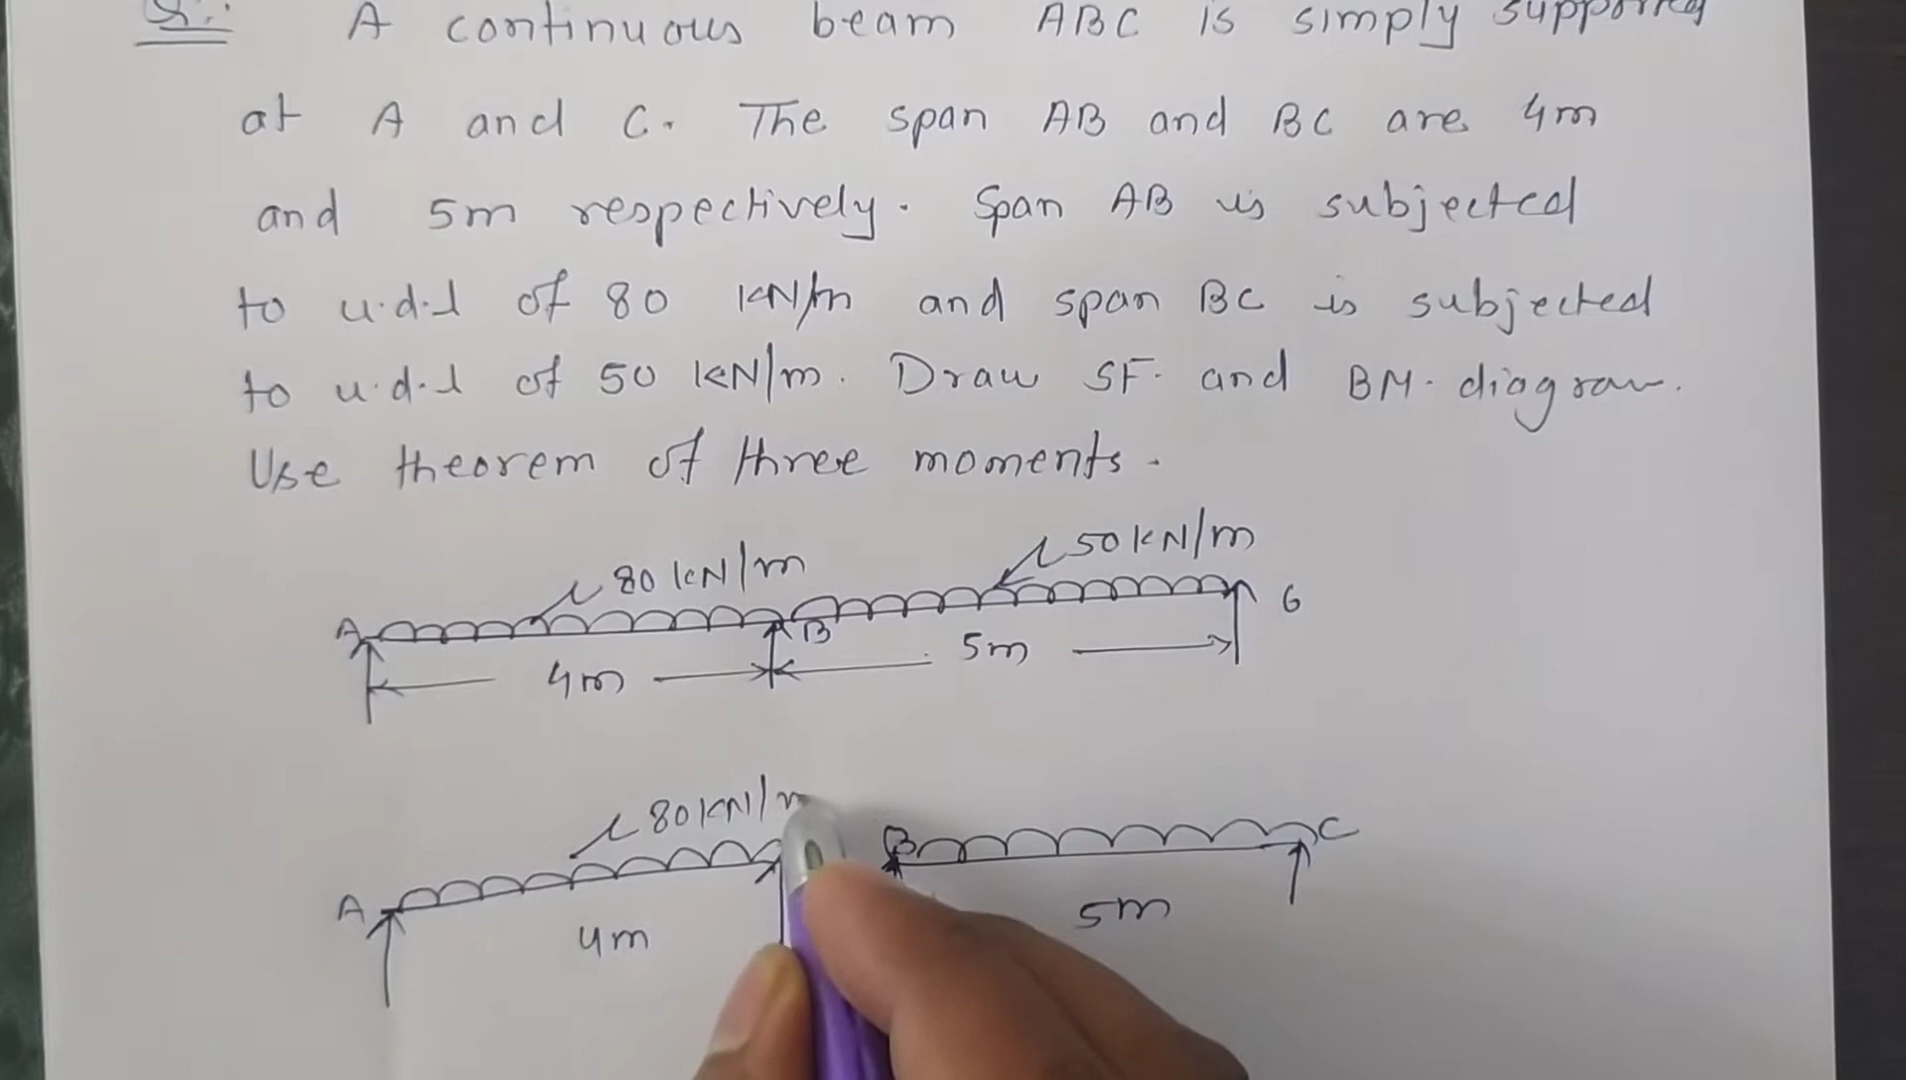 A continuous beam ABC is simply supported
at A and C. The span AB and BC are 4m
and 5m respectively. Span AB is subjected
to u.d.l of 80 kN/m and span BC is subjected
to u.d.l of 50 kN/m. Draw SF. and BM. diagram.
Use theorem of three moments.
80 kN/m
50 kN/m
A
B
C
4m
5m
80 kN/m
A
B
C
4m
5m